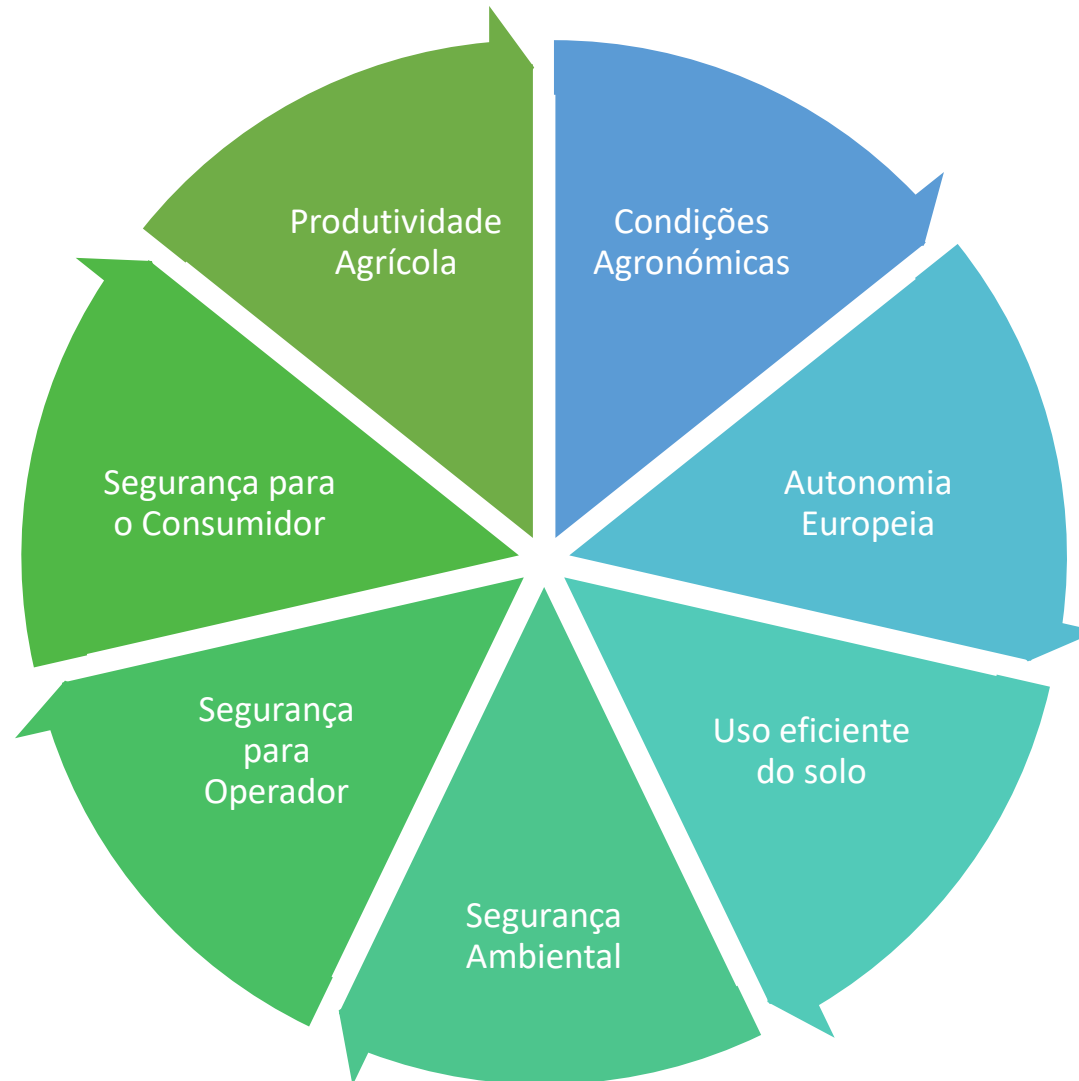 Condições
Agronómicas
Autonomia
Europeia
Uso eficiente
do solo
Segurança
Ambiental
Segurança
para
Operador
Segurança para
o Consumidor
Produtividade
Agrícola